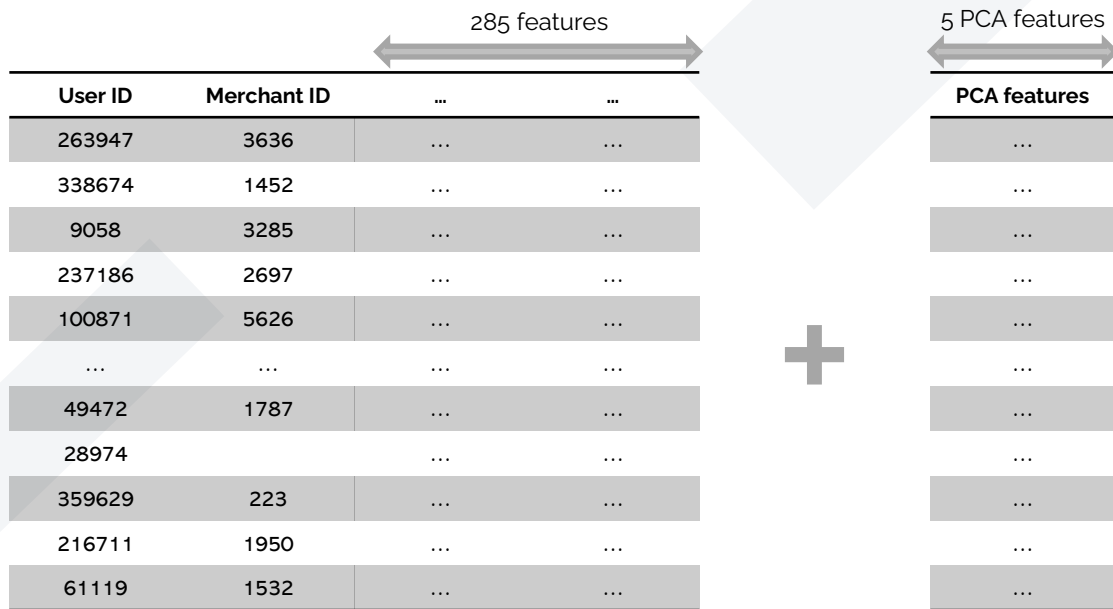 285 features
5 PCA features
User ID Merchant ID ... ... PCA features
263947 3636 ... ... ...
338674 1452 ... ... ...
9058 3285 ... ... ...
237186 2697 ... ... ...
100871 5626 ... ... ...
... ... ... ... ...
+
49472 1787 ... ... ...
28974 ... ... ...
359629 223 ... ... ...
216711 1950 ... ... ...
61119 1532 ... ... ...